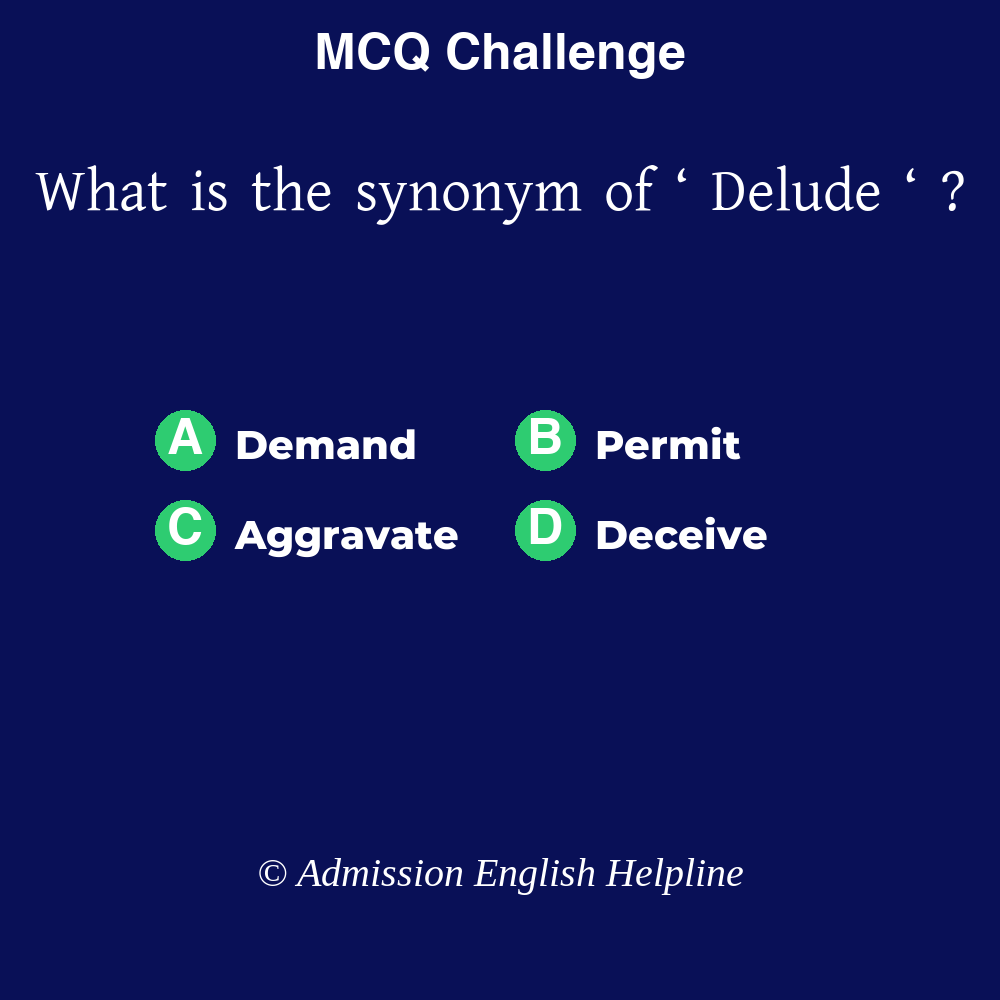 MCQ Challenge
What is the synonym of ‘ Delude ‘ ?
A Demand B Permit
C Aggravate D Deceive
© Admission English Helpline